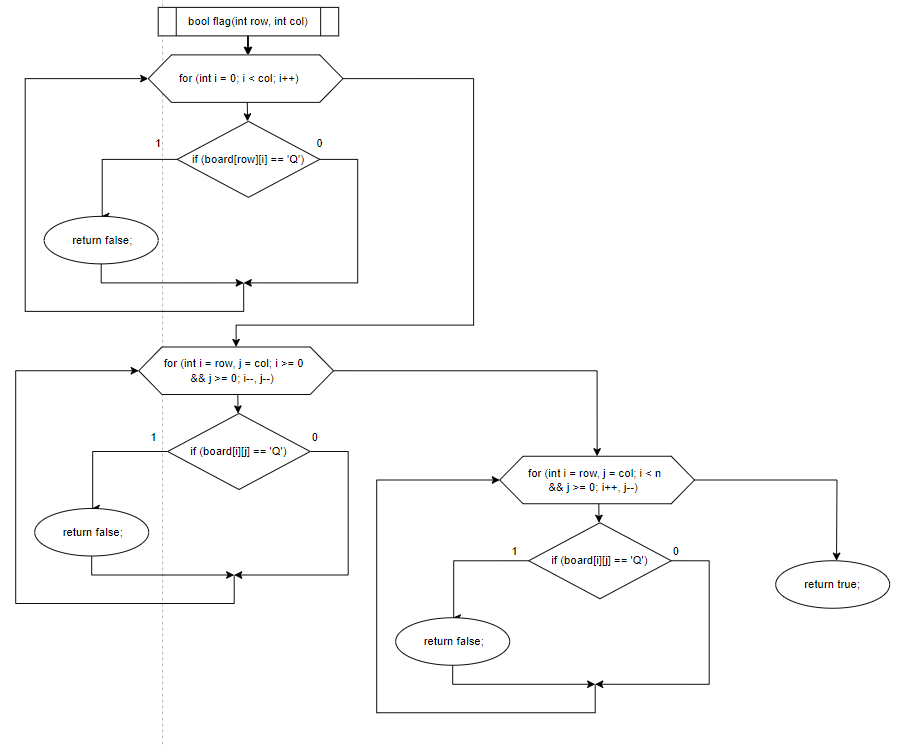 bool flag(int row, int col)
for (int i = 0; i < col; i++)
1
0
if (board[row][i] == 'Q')
return false;
for (int i = row, j = col; i >= 0
&& j >= 0; i--, j--)
1
0
if (board[i][j] == 'Q')
return false;
for (int i = row, j = col; i < n
&& j >= 0; i++, j--)
1
0
if (board[i][j] == 'Q')
return false;
return true;